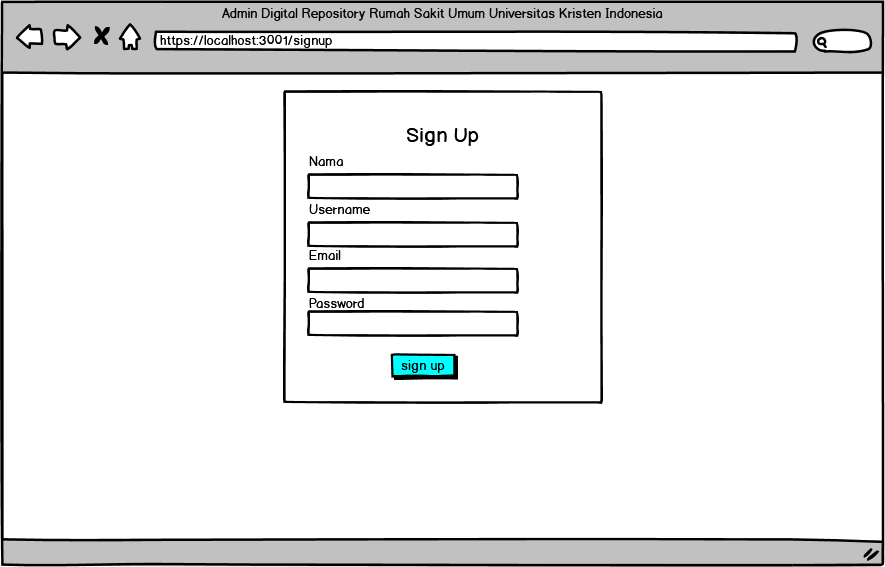 Admin Digital Repository Rumah Sakit Umum Universitas Kristen Indonesia
https://localhost:3001/signup
Sign Up
Nama
Username
Email
Password
sign up